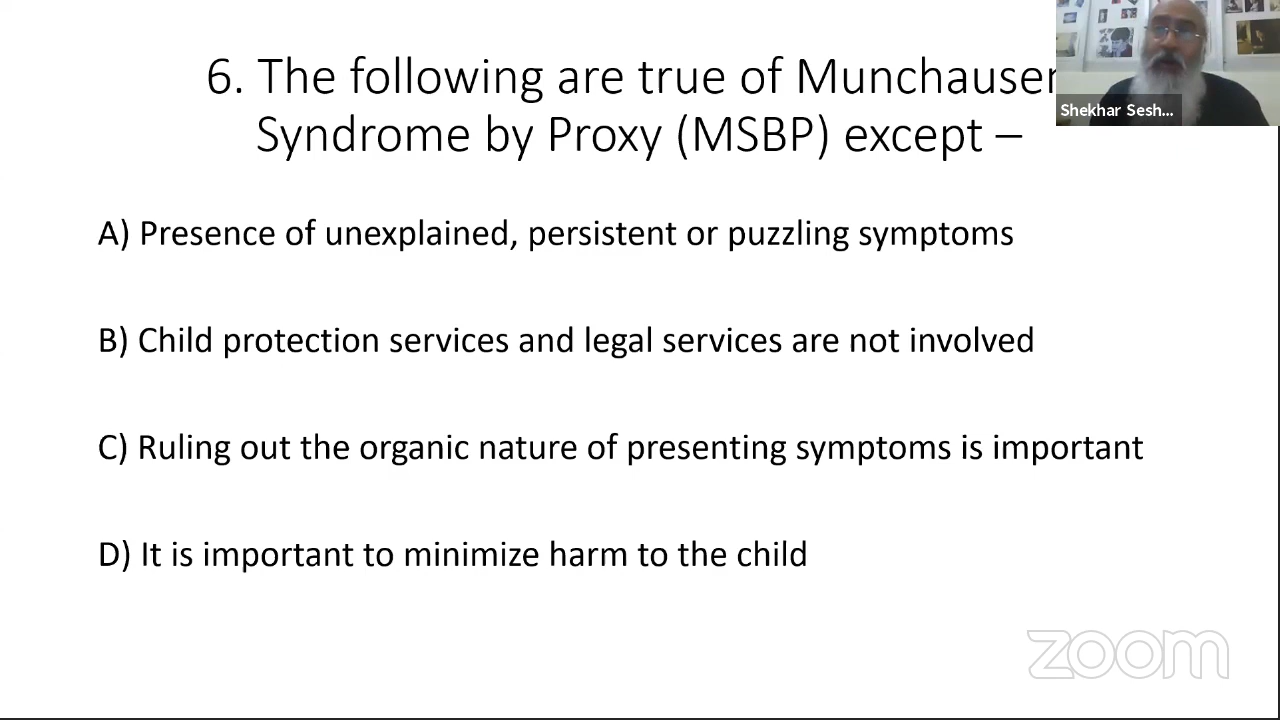 6. The following are true of Munchausen
Syndrome by Proxy (MSBP) except –
Shekhar Sesh...
A) Presence of unexplained, persistent or puzzling symptoms
B) Child protection services and legal services are not involved
C) Ruling out the organic nature of presenting symptoms is important
D) It is important to minimize harm to the child
zoom